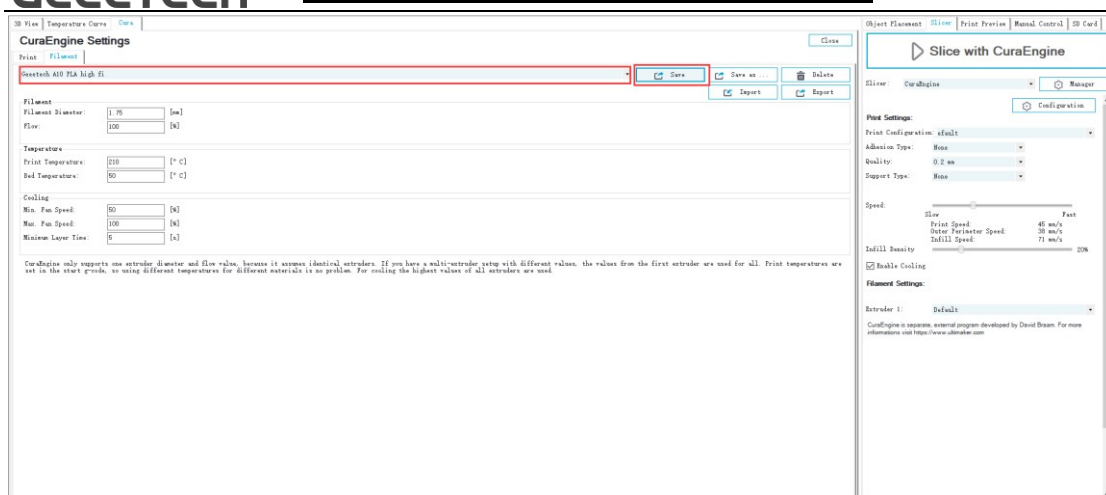 3D View Temperature Curve Cura
CuraEngine Settings
Close
Print Filament
Geeetech A10 PLA high fi
Save Save as ... Delete
Import Export
Filament
Filament Diameter: 1.75 [mm]
Flow: 100 [%]
Temperature
Print Temperature: 210 [° C]
Bed Temperature: 50 [° C]
Cooling
Min. Fan Speed: 50 [%]
Max. Fan Speed: 100 [%]
Minimum Layer Time: 5 [s]
CuraEngine only supports one extruder diameter and flow value, because it assumes identical extruders. If you have a multi-extruder setup with different values, the values from the first extruder are used for all. Print temperatures are
set in the start g-code, so using different temperatures for different materials is no problem. For cooling the highest values of all extruders are used.
Object Placement Slicer Print Preview Manual Control SD Card
Slice with CuraEngine
Slicer: CuraEngine Manager
Configuration
Print Settings:
Print Configuration: efault
Adhesion Type: None
Quality: 0.2 mm
Support Type: None
Speed:
Slow Fast
Print Speed: 45 mm/s
Outer Perimeter Speed: 38 mm/s
Infill Speed: 71 mm/s
Infill Density 20%
Enable Cooling
Filament Settings:
Extruder 1: Default
CuraEngine is separate, external program developed by David Braam. For more
informations visit https://www.ultimaker.com